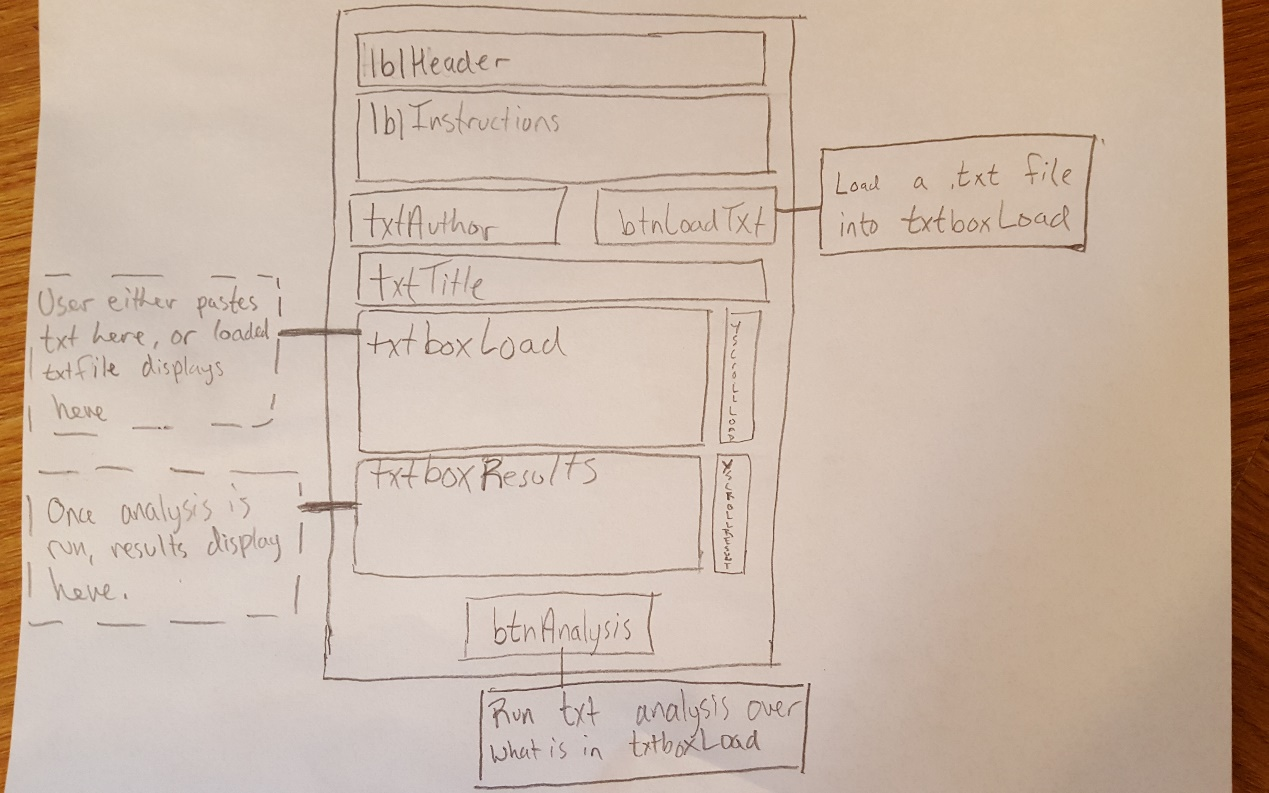 lblHeader
lblInstructions
txtAuthor
btnLoadTxt
Load a .txt file
into txtboxLoad
txtTitle
User either pastes
txt here, or loaded
txtfile displays
here
txtboxLoad
YSCROLLLOAD
txtboxResults
Once analysis is
run, results display
here.
btnAnalysis
Run txt analysis over
what is in txtboxLoad